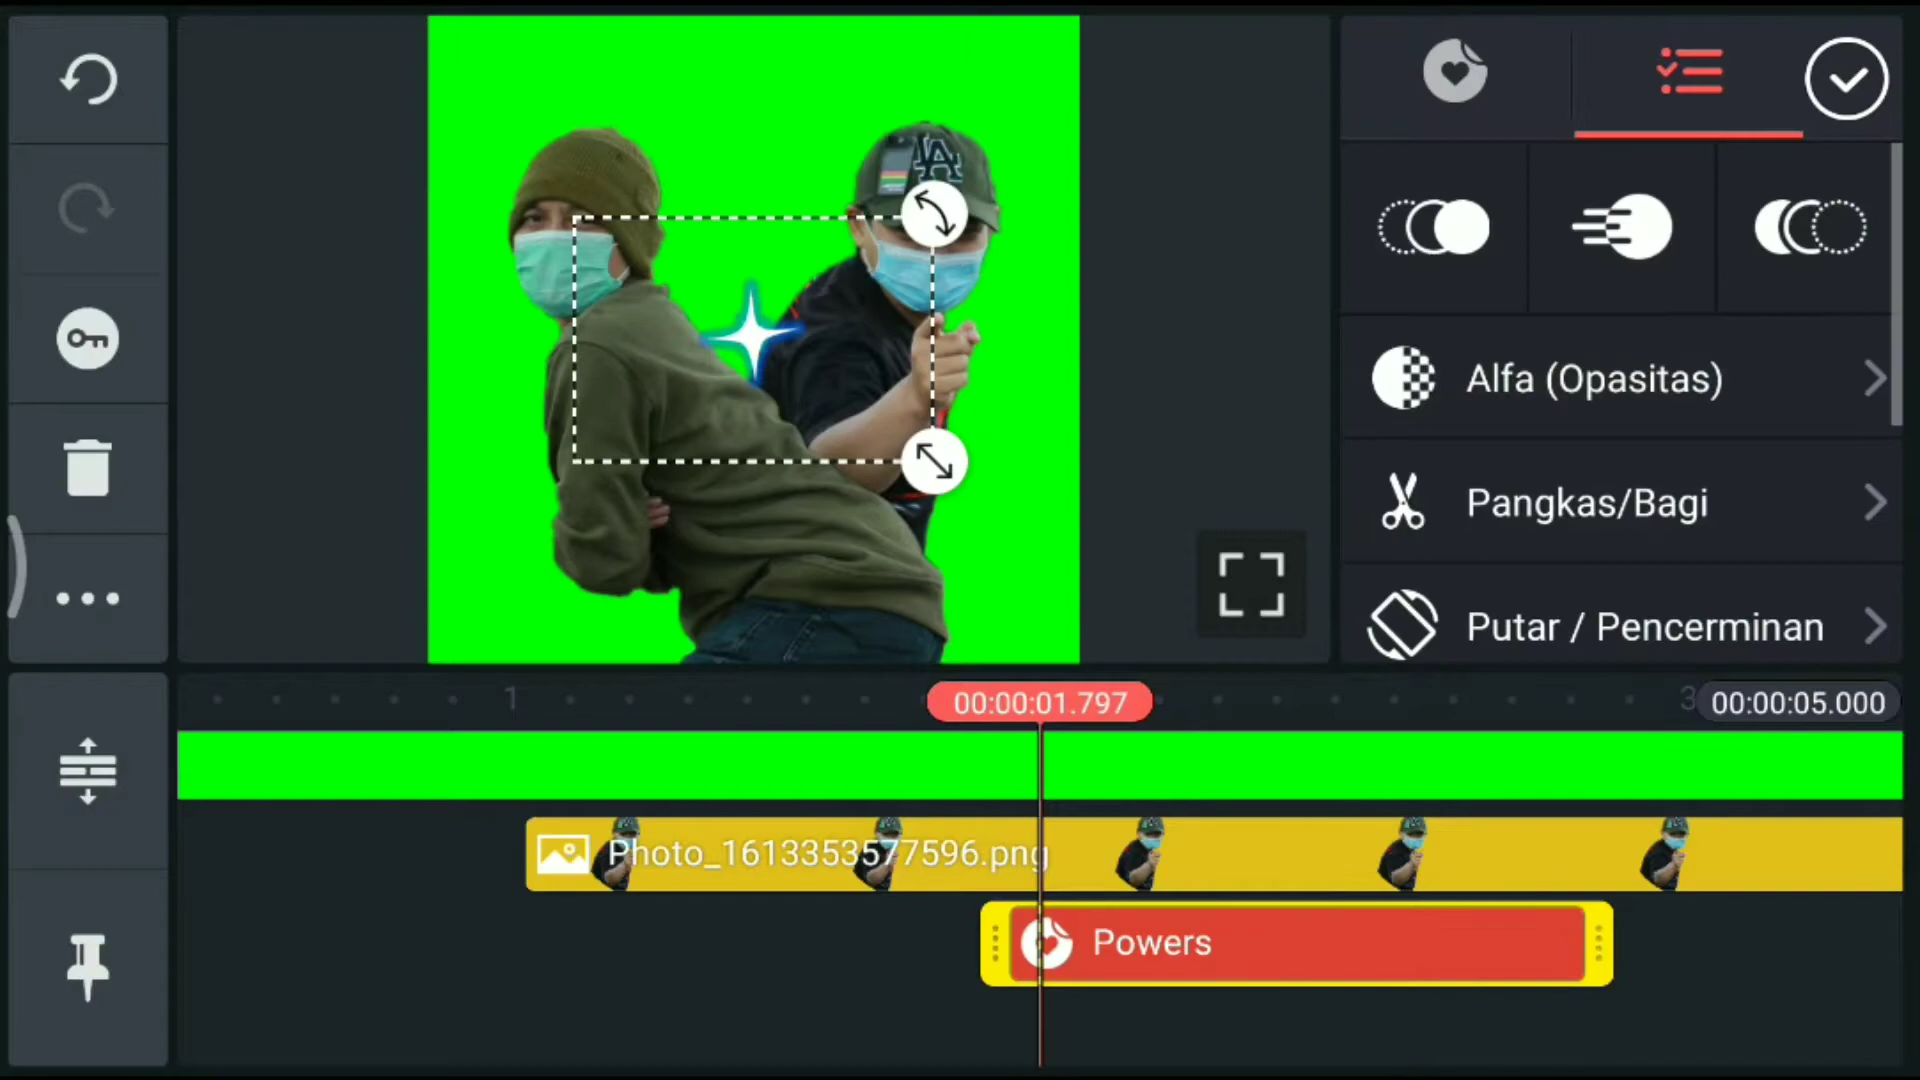 LA
Alfa (Opasitas)
Pangkas/Bagi
Putar / Pencerminan
1
00:00:01.797
3
00:00:05.000
Photo_1613353577596.png
Powers